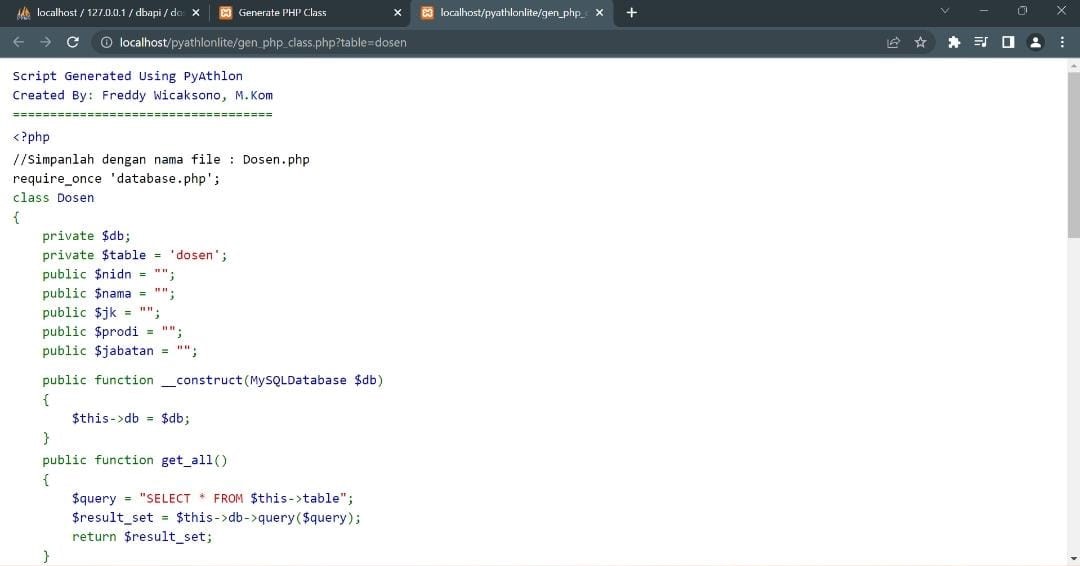 localhost / 127.0.0.1 / dbapi / do
Generate PHP Class
localhost/pyathlonlite/gen_php_
localhost/pyathlonlite/gen_php_class.php?table=dosen
Script Generated Using PyAthlon
Created By: Freddy Wicaksono, M.Kom
===================================
<?php
//Simpanlah dengan nama file : Dosen.php
require_once 'database.php';
class Dosen
{
    private $db;
    private $table = 'dosen';
    public $nidn = "";
    public $nama = "";
    public $jk = "";
    public $prodi = "";
    public $jabatan = "";
    public function __construct(MySQLDatabase $db)
    {
        $this->db = $db;
    }
    public function get_all()
    {
        $query = "SELECT * FROM $this->table";
        $result_set = $this->db->query($query);
        return $result_set;
    }